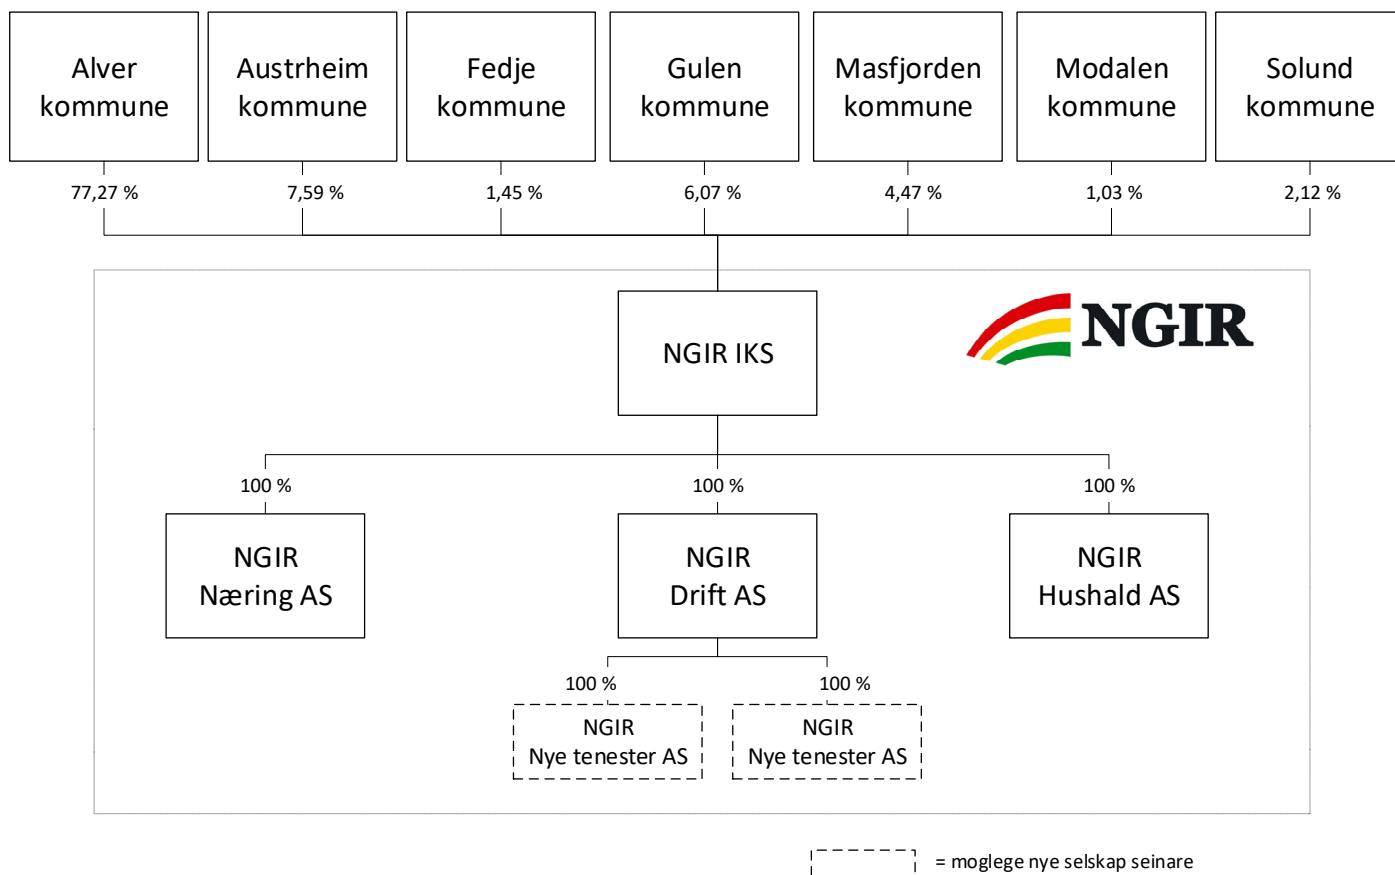 Alver
kommune
Austrheim
kommune
Fedje
kommune
Gulen
kommune
Masfjorden
kommune
Modalen
kommune
Solund
kommune
77,27 %
7,59 %
1,45 %
6,07 %
4,47 %
1,03 %
2,12 %
NGIR IKS
NGIR
100 %
100 %
100 %
NGIR
Næring AS
NGIR
Drift AS
NGIR
Hushald AS
100 %
100 %
NGIR
Nye tenester AS
NGIR
Nye tenester AS
= moglege nye selskap seinare